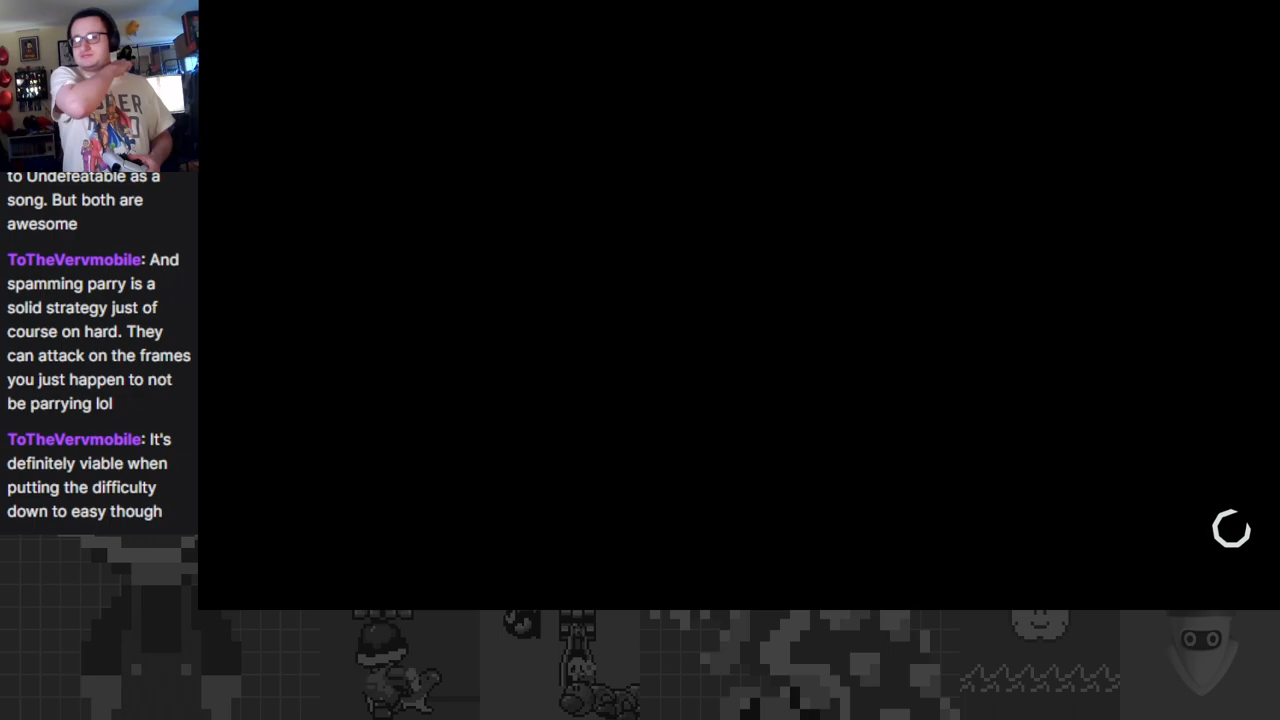 SUPER
to Undefeatable as a
song. But both are
awesome
ToTheVervmobile: And
spamming parry is a
solid strategy just of
course on hard. They
can attack on the frames
you just happen to not
be parrying lol
ToTheVervmobile: It's
definitely viable when
putting the difficulty
down to easy though